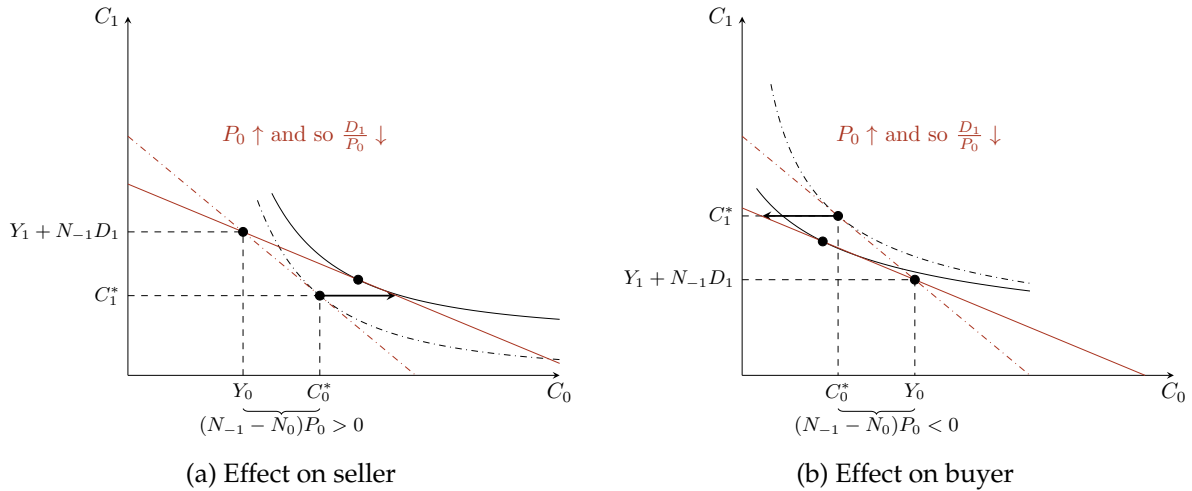 C_1
P_0 ↑ and so D_1/P_0 ↓
Y_1 + N_{-1}D_1
C_1^*
Y_0
C_0^*
C_0
(N_{-1} − N_0)P_0 > 0
(a) Effect on seller
C_1
P_0 ↑ and so D_1/P_0 ↓
C_1^*
Y_1 + N_{-1}D_1
C_0^*
Y_0
C_0
(N_{-1} − N_0)P_0 < 0
(b) Effect on buyer